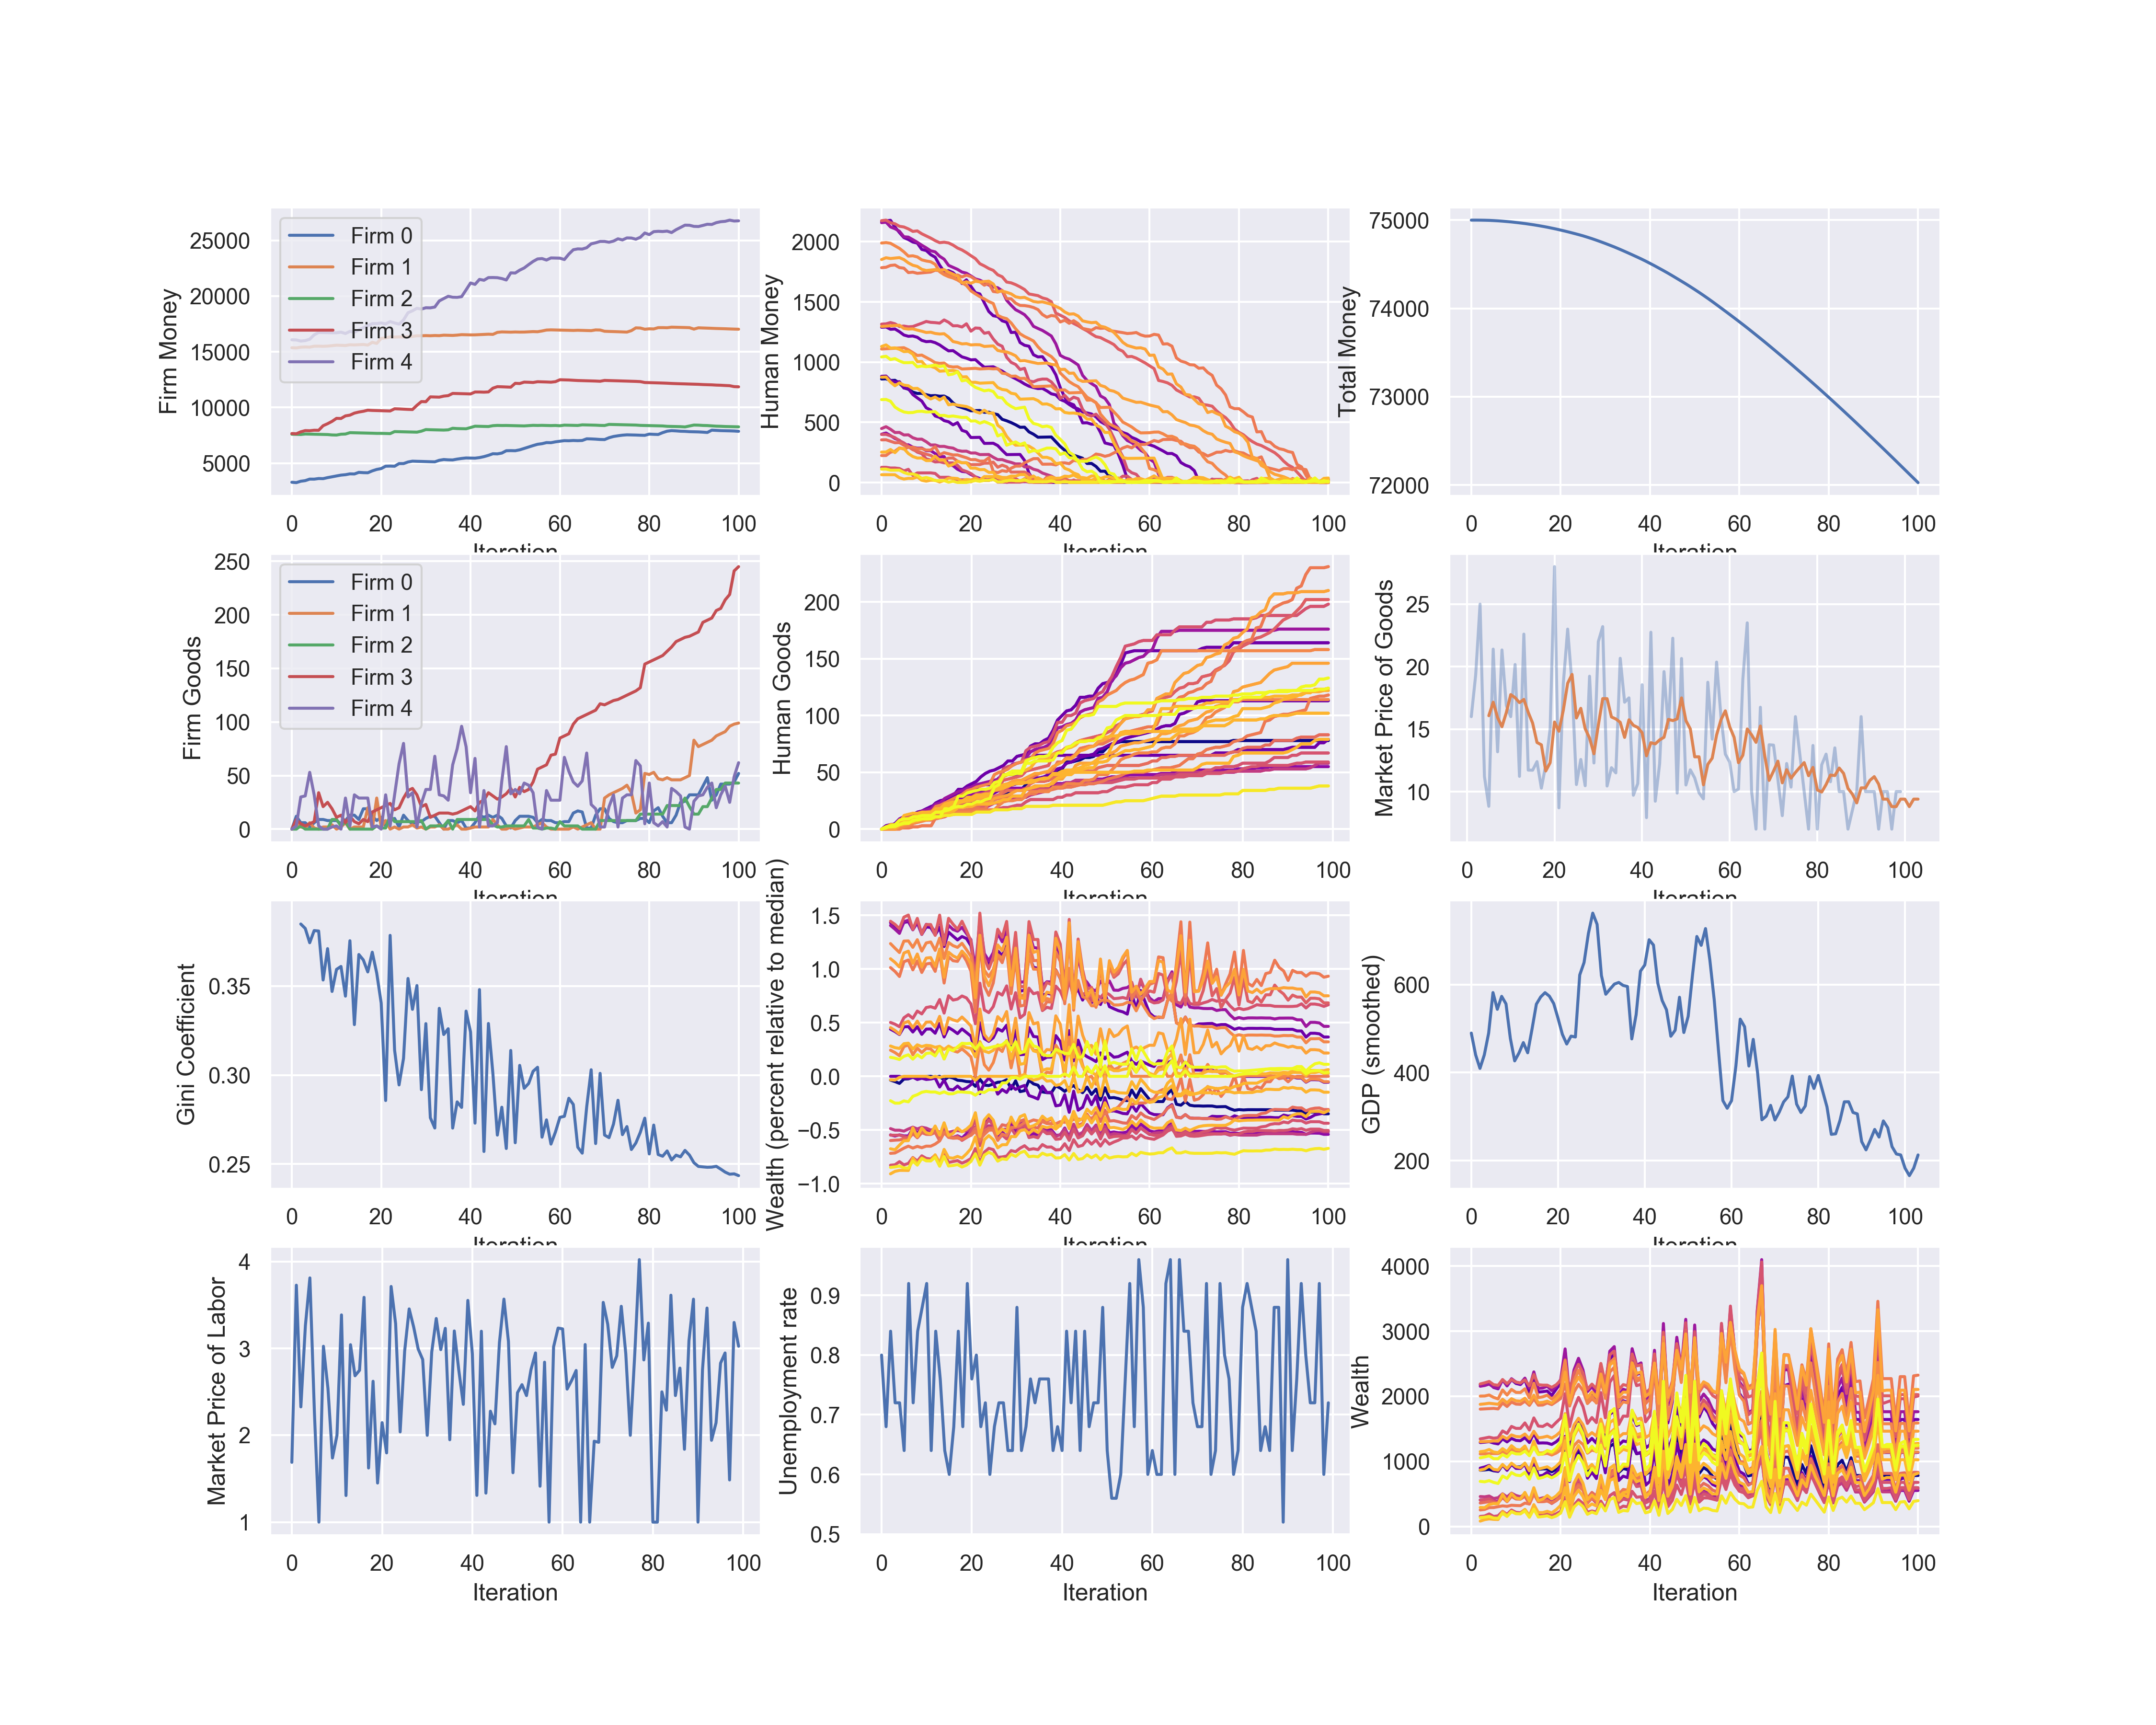 Firm Money
25000
20000
15000
10000
5000
Firm 0
Firm 1
Firm 2
Firm 3
Firm 4
0 20 40 60 80 100
Iteration
Human Money
2000
1500
1000
500
0
0 20 40 60 80 100
Iteration
Total Money
75000
74000
73000
72000
0 20 40 60 80 100
Iteration
Firm Goods
250
200
150
100
50
0
Firm 0
Firm 1
Firm 2
Firm 3
Firm 4
0 20 40 60 80 100
Iteration
Human Goods
200
150
100
50
0
0 20 40 60 80 100
Iteration
Market Price of Goods
25
20
15
10
0 20 40 60 80 100
Iteration
Gini Coefficient
0.35
0.30
0.25
0 20 40 60 80 100
Iteration
Wealth (percent relative to median)
1.5
1.0
0.5
0.0
−0.5
−1.0
0 20 40 60 80 100
Iteration
GDP (smoothed)
600
400
200
0 20 40 60 80 100
Iteration
Market Price of Labor
4
3
2
1
0 20 40 60 80 100
Iteration
Unemployment rate
0.9
0.8
0.7
0.6
0.5
0 20 40 60 80 100
Iteration
Wealth
4000
3000
2000
1000
0
0 20 40 60 80 100
Iteration